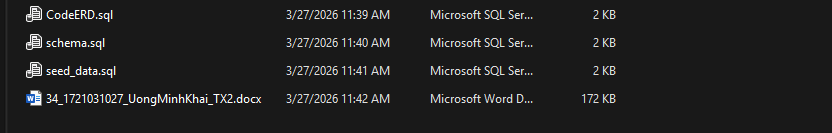 CodeERD.sql 3/27/2026 11:39 AM Microsoft SQL Ser... 2 KB
schema.sql 3/27/2026 11:40 AM Microsoft SQL Ser... 2 KB
seed_data.sql 3/27/2026 11:41 AM Microsoft SQL Ser... 2 KB
34_1721031027_UongMinhKhai_TX2.docx 3/27/2026 11:42 AM Microsoft Word D... 172 KB